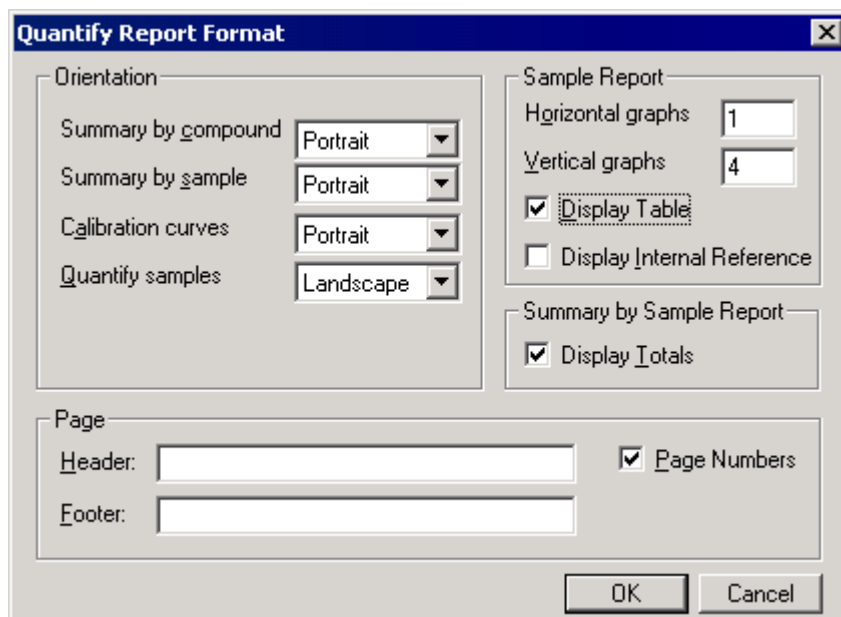 Quantify Report Format
Orientation
Summary by compound Portrait
Summary by sample Portrait
Calibration curves Portrait
Quantify samples Landscape
Sample Report
Horizontal graphs 1
Vertical graphs 4
Display Table
Display Internal Reference
Summary by Sample Report
Display Totals
Page
Header:
Page Numbers
Footer:
OK Cancel